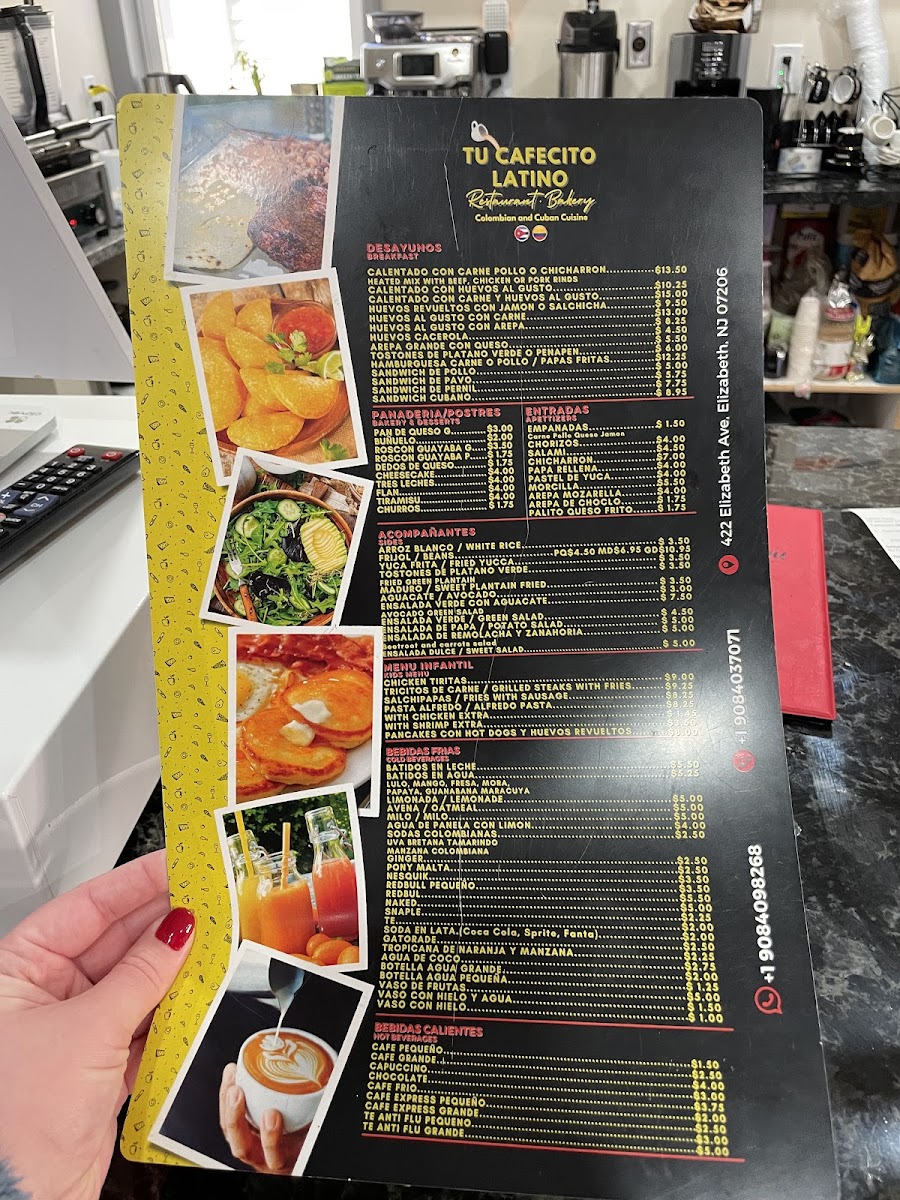 TU CAFECITO
LATINO
Restaurant · Bakery
Colombian and Cuban Cuisine
DESAYUNOS
BREAKFAST
CALENTADO CON CARNE POLLO O CHICHARRON $13.50
HEATED MIX WITH BEEF, CHICKEN OR PORK RINDS
CALENTADO CON HUEVOS AL GUSTO $10.25
CALENTADO CON CARNE Y HUEVOS AL GUSTO $15.00
HUEVOS REVUELTOS CON JAMON O SALCHICHA $ 9.50
HUEVOS AL GUSTO CON CARNE $13.00
HUEVOS AL GUSTO CON AREPA $ 8.25
HUEVOS CACEROLA $ 4.50
AREPA GRANDE CON QUESO $ 5.50
TOSTONES DE PLATANO VERDE O PENAPEN $ 4.00
HAMBURGUESA CARNE O POLLO / PAPAS FRITAS $12.25
SANDWICH DE POLLO $ 5.00
SANDWICH DE PAVO $ 5.75
SANDWICH DE PERNIL $ 7.75
SANDWICH CUBANO $ 8.95
PANADERIA/POSTRES
BAKERY & DESSERTS
PAN DE QUESO G $3.00
BUÑUELO $2.00
ROSCON GUAYABA G $3.50
ROSCON GUAYABA P $1.75
DEDOS DE QUESO $1.75
CHEESECAKE $4.00
TRES LECHES $4.00
FLAN $4.00
TIRAMISU $4.00
CHURROS $ 1.75
ENTRADAS
APETTIZERS
EMPANADAS $ 1.50
Carne Pollo Queso Jamon
CHORIZO $4.00
SALAMI $4.50
CHICHARRON $7.00
PAPA RELLENA $4.00
PASTEL DE YUCA $4.00
MORCILLA $5.50
AREPA MOZARELLA $4.00
AREPA DE CHOCLO $ 1.75
PALITO QUESO FRITO $ 1.75
ACOMPAÑANTES
SIDES
ARROZ BLANCO / WHITE RICE $ 3.50
FRIJOL / BEANS PQ$4.50 MD$6.95 GD$10.95
YUCA FRITA / FRIED YUCCA $ 3.50
TOSTONES DE PLATANO VERDE $ 3.50
FRIED GREEN PLANTAIN
MADURO / SWEET PLANTAIN FRIED $ 3.50
AGUACATE / AVOCADO $ 3.00
ENSALADA VERDE CON AGUACATE $ 7.50
AVOCADO GREEN SALAD
ENSALADA VERDE / GREEN SALAD $ 4.50
ENSALADA DE PAPA / POTATO SALAD $ 5.00
ENSALADA DE REMOLACHA Y ZANAHORIA $ 5.00
Beetroot and carrots salad
ENSALADA DULCE / SWEET SALAD $ 5.00
MENU INFANTIL
KIDS MENU
CHICKEN TIRITAS $9.00
TRICITOS DE CARNE / GRILLED STEAKS WITH FRIES $9.25
SALCHIPAPAS / FRIES WITH SAUSAGE $8.25
PASTA ALFREDO / ALFREDO PASTA $8.25
WITH CHICKEN EXTRA
WITH SHRIMP EXTRA
PANCAKES CON HOT DOGS Y HUEVOS REVUELTOS $8.00
BEBIDAS FRIAS
COLD BEVERAGES
BATIDOS EN LECHE $5.50
BATIDOS EN AGUA $5.25
LULO, MANGO, FRESA, MORA,
PAPAYA, GUANABANA MARACUYA
LIMONADA / LEMONADE $5.00
AVENA / OATMEAL $5.00
MILO / MILO $5.00
AGUA DE PANELA CON LIMON $4.00
SODAS COLOMBIANAS $2.50
UVA BRETANA TAMARINDO
MANZANA COLOMBIANA
GINGER $2.50
PONY MALTA $3.50
NESQUIK $3.50
REDBULL PEQUEÑO $3.50
REDBUL $5.50
NAKED $5.00
SNAPLE $2.25
TE $2.00
SODA EN LATA (Coca Cola, Sprite, Fanta) $2.00
GATORADE $2.50
TROPICANA DE NARANJA Y MANZANA $2.25
AGUA DE COCO $2.75
BOTELLA AGUA GRANDE $2.00
BOTELLA AGUA PEQUEÑA $ 1.25
VASO DE FRUTAS $5.00
VASO CON HIELO Y AGUA $ 1.50
VASO CON HIELO $ 1.00
BEBIDAS CALIENTES
HOT BEVERAGES
CAFE PEQUEÑO $1.50
CAFE GRANDE $2.50
CAPUCCINO $4.00
CHOCOLATE $3.00
CAFE FRIO $3.75
CAFE EXPRESS PEQUEÑO $2.00
CAFE EXPRESS GRANDE $2.50
TE ANTI FLU PEQUENO $3.00
TE ANTI FLU GRANDE $5.00
422 Elizabeth Ave, Elizabeth, NJ 07206
+1 9084037071
+1 9084098268